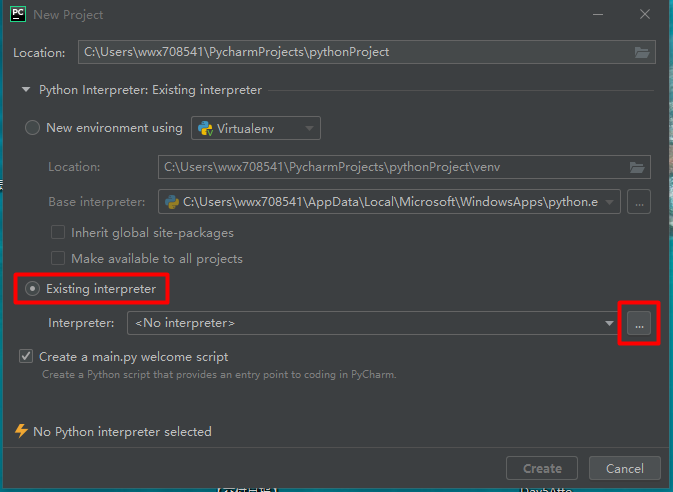 PC New Project
Location: C:\Users\wwx708541\PycharmProjects\pythonProject
Python Interpreter: Existing interpreter
New environment using Virtualenv
Location: C:\Users\wwx708541\PycharmProjects\pythonProject\venv
Base interpreter: C:\Users\wwx708541\AppData\Local\Microsoft\WindowsApps\python.e ...
Inherit global site-packages
Make available to all projects
Existing interpreter
Interpreter: <No interpreter> ...
Create a main.py welcome script
Create a Python script that provides an entry point to coding in PyCharm.
No Python interpreter selected
Create Cancel